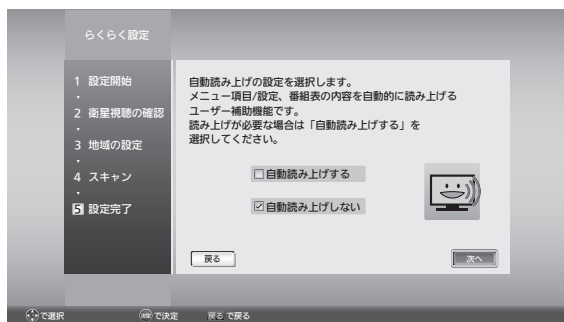 らくらく設定
1 設定開始
2 衛星視聴の確認
3 地域の設定
4 スキャン
5 設定完了
自動読み上げの設定を選択します。
メニュー項目/設定、番組表の内容を自動的に読み上げる
ユーザー補助機能です。
読み上げが必要な場合は「自動読み上げする」を
選択してください。
自動読み上げする
自動読み上げしない
戻る
次へ
で選択
決定 で決定
戻る で戻る